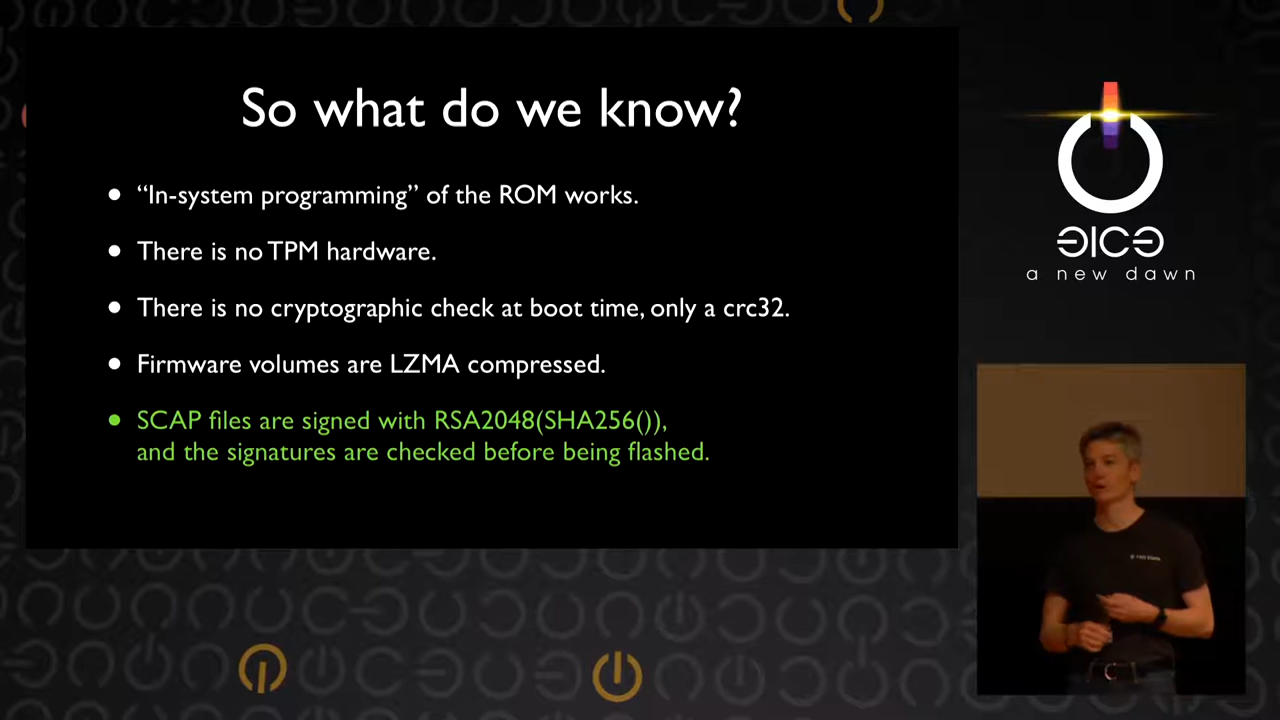 So what do we know?
• “In-system programming” of the ROM works.
• There is no TPM hardware.
• There is no cryptographic check at boot time, only a crc32.
• Firmware volumes are LZMA compressed.
• SCAP files are signed with RSA2048(SHA256()),
and the signatures are checked before being flashed.
a new dawn